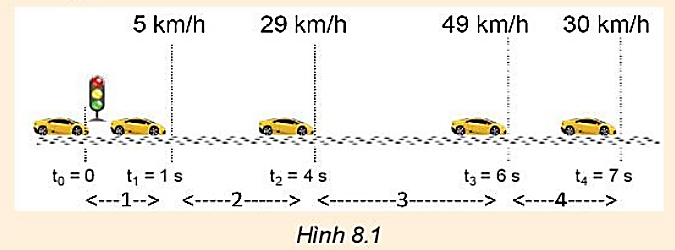 5 km/h 29 km/h 49 km/h 30 km/h
t₀ = 0 t₁ = 1 s t₂ = 4 s t₃ = 6 s t₄ = 7 s
<---1--> <-----2------> <---------3---------> <----4----->
Hình 8.1